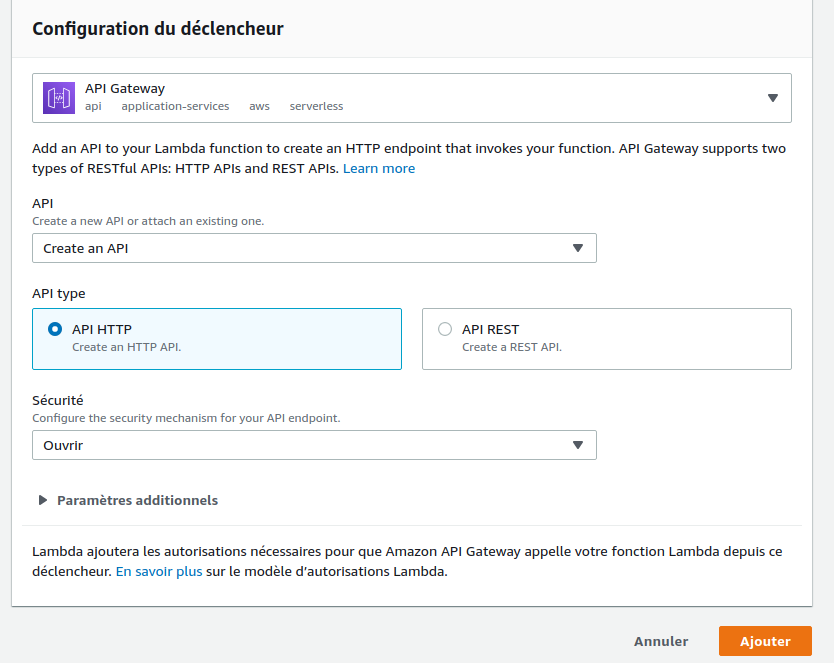 Configuration du déclencheur
API Gateway
api application-services aws serverless
Add an API to your Lambda function to create an HTTP endpoint that invokes your function. API Gateway supports two
types of RESTful APIs: HTTP APIs and REST APIs. Learn more
API
Create a new API or attach an existing one.
Create an API
API type
API HTTP
Create an HTTP API.
API REST
Create a REST API.
Sécurité
Configure the security mechanism for your API endpoint.
Ouvrir
Paramètres additionnels
Lambda ajoutera les autorisations nécessaires pour que Amazon API Gateway appelle votre fonction Lambda depuis ce
déclencheur. En savoir plus sur le modèle d'autorisations Lambda.
Annuler
Ajouter